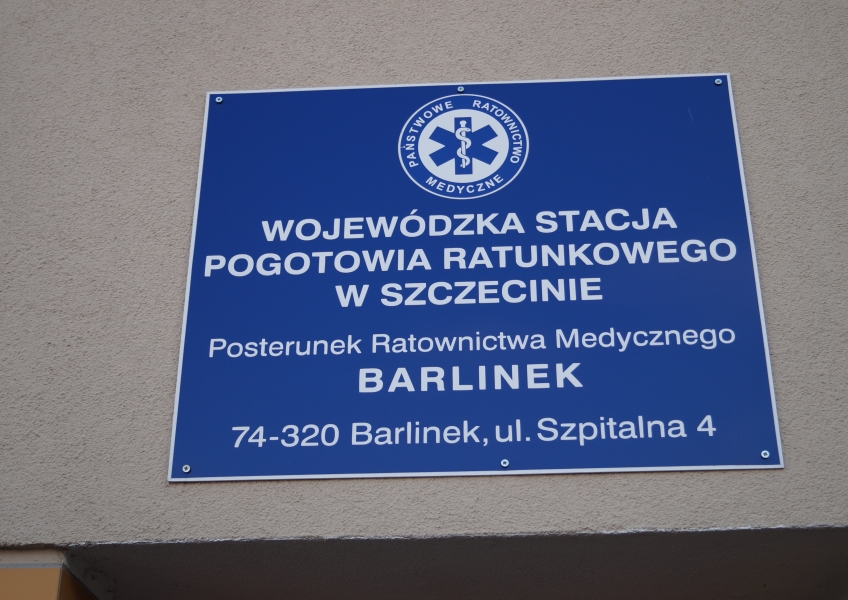 PAŃSTWOWE RATOWNICTWO
MEDYCZNE
WOJEWÓDZKA STACJA
POGOTOWIA RATUNKOWEGO
W SZCZECINIE
Posterunek Ratownictwa Medycznego
BARLINEK
74-320 Barlinek, ul. Szpitalna 4